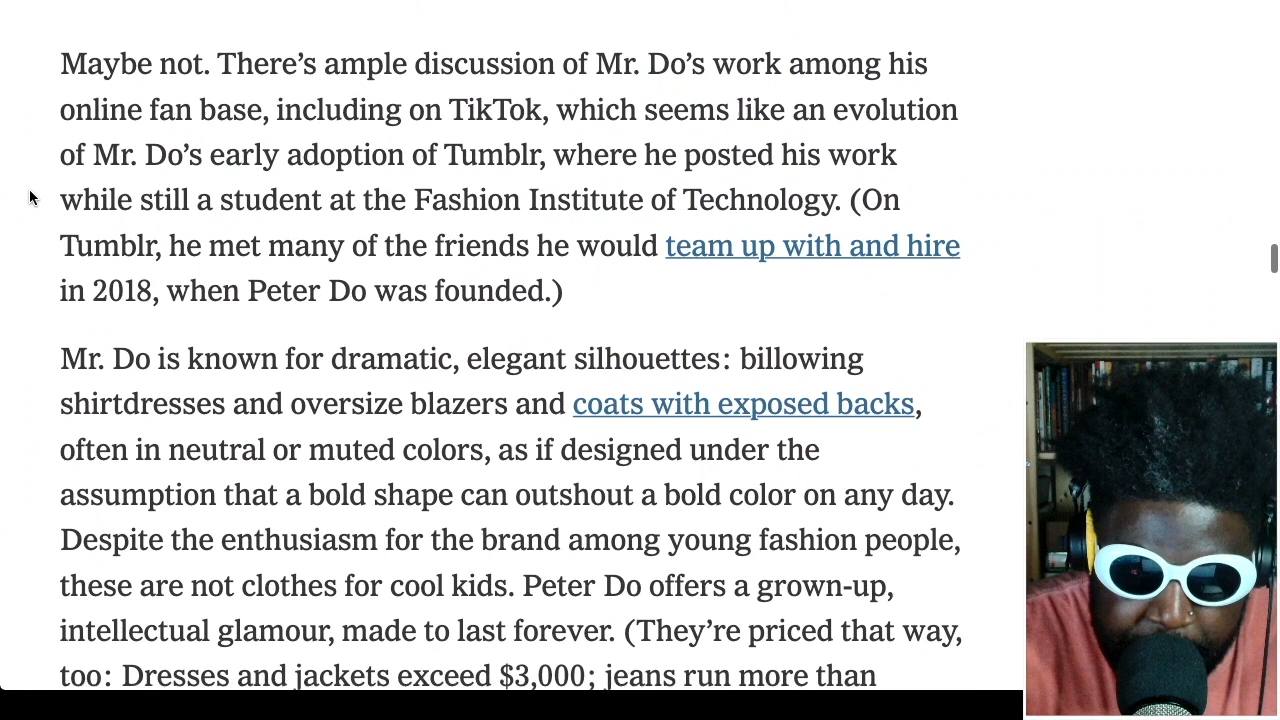 Maybe not. There’s ample discussion of Mr. Do’s work among his
online fan base, including on TikTok, which seems like an evolution
of Mr. Do’s early adoption of Tumblr, where he posted his work
while still a student at the Fashion Institute of Technology. (On
Tumblr, he met many of the friends he would team up with and hire
in 2018, when Peter Do was founded.)
Mr. Do is known for dramatic, elegant silhouettes: billowing
shirtdresses and oversize blazers and coats with exposed backs,
often in neutral or muted colors, as if designed under the
assumption that a bold shape can outshout a bold color on any day.
Despite the enthusiasm for the brand among young fashion people,
these are not clothes for cool kids. Peter Do offers a grown-up,
intellectual glamour, made to last forever. (They’re priced that way,
too: Dresses and jackets exceed $3,000; jeans run more than